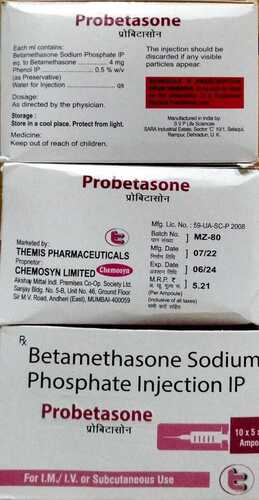 Probetasone
प्रोबिटासोन
Each ml contains:
Betamethasone Sodium Phosphate IP
eq. to Betamethasone ........ 4 mg
Phenol IP ........ 0.5 % w/v
(as Preservative)
Water for Injection ........ qs
Dosage:
As directed by the physician.
Storage :
Store in a cool place. Protect from light.
Medicine:
Keep out of reach of children.
The injection should be
discarded if any visible
particles appear.
Manufactured in India by:
S V P Life Sciences
SARA Industrial Estate, Sector 'C' 10/1, Selaqui,
Rampur, Dehradun, U. K.
Probetasone
प्रोबिटासोन
Marketed by:
THEMIS PHARMACEUTICALS
Proprietor:
CHEMOSYN LIMITED Chemosyn
Akshay Mittal Indl. Premises Co-Op. Society Ltd.
Sanjay Bldg. No. 5-B, Unit No. 46, Ground Floor
Sir M.V. Road, Andheri (East), MUMBAI-400059
Mfg. Lic. No. : 59-UA-SC-P 2008
Batch No. MZ-80
Mfg. Date 07/22
Exp. Date 06/24
M.R.P. ₹ 5.21
(Per Ampoule)
(Inclusive of all taxes)
Rx
Betamethasone Sodium
Phosphate Injection IP
Probetasone
प्रोबिटासोन
10 x 5 x
Ampo
For I.M./ I.V. or Subcutaneous Use